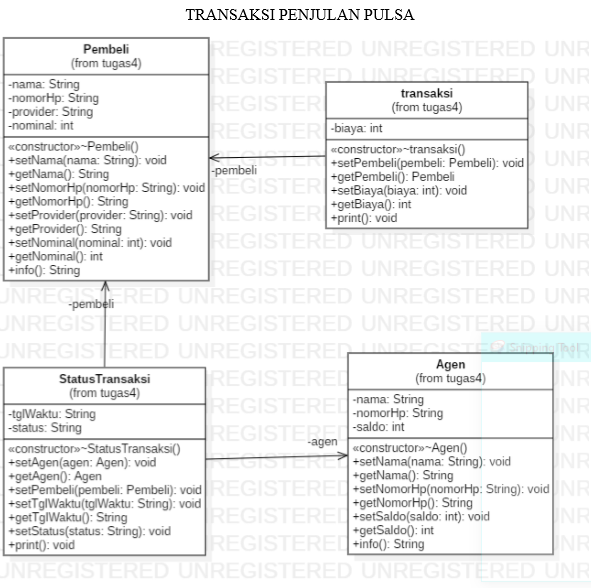 TRANSAKSI PENJULAN PULSA
Pembeli
(from tugas4)
-nama: String
-nomorHp: String
-provider: String
-nominal: int
«constructor»~Pembeli()
+setNama(nama: String): void
+getNama(): String
+setNomorHp(nomorHp: String): void
+getNomorHp(): String
+setProvider(provider: String): void
+getProvider(): String
+setNominal(nominal: int): void
+getNominal(): int
+info(): String
transaksi
(from tugas4)
-biaya: int
«constructor»~transaksi()
+setPembeli(pembeli: Pembeli): void
+getPembeli(): Pembeli
+setBiaya(biaya: int): void
+getBiaya(): int
+print(): void
-pembeli
-pembeli
StatusTransaksi
(from tugas4)
-tglWaktu: String
-status: String
«constructor»~StatusTransaksi()
+setAgen(agen: Agen): void
+getAgen(): Agen
+setPembeli(pembeli: Pembeli): void
+setTglWaktu(tglWaktu: String): void
+getTglWaktu(): String
+setStatus(status: String): void
+print(): void
-agen
Agen
(from tugas4)
-nama: String
-nomorHp: String
-saldo: int
«constructor»~Agen()
+setNama(nama: String): void
+getNama(): String
+setNomorHp(nomorHp: String): void
+getNomorHp(): String
+setSaldo(saldo: int): void
+getSaldo(): int
+info(): String
Snipping Tool
UNREGISTERED UNREGISTERED